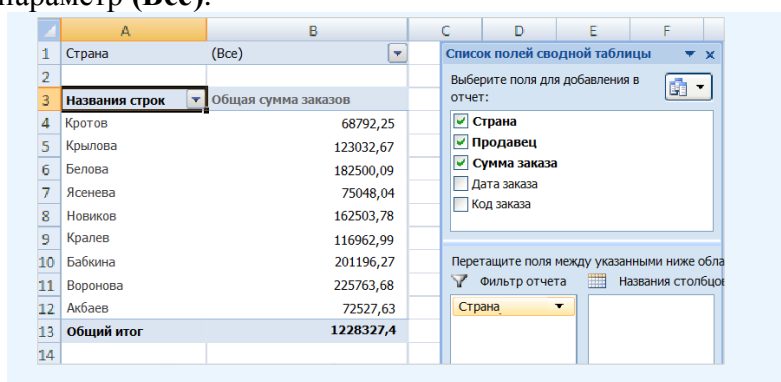 параметр (Все).
A B C D E F
1 Страна (Все) Список полей сводной таблицы
2 Выберите поля для добавления в отчет:
3 Названия строк Общая сумма заказов
4 Кротов 68792,25 Страна
5 Крылова 123032,67 Продавец
6 Белова 182500,09 Сумма заказа
7 Ясенева 75048,04 Дата заказа
8 Новиков 162503,78 Код заказа
9 Кралев 116962,99
10 Бабкина 201196,27 Перетащите поля между указанными ниже обла
11 Воронова 225763,68 Фильтр отчета Названия столбцо
12 Акбаев 72527,63 Страна
13 Общий итог 1228327,4
14